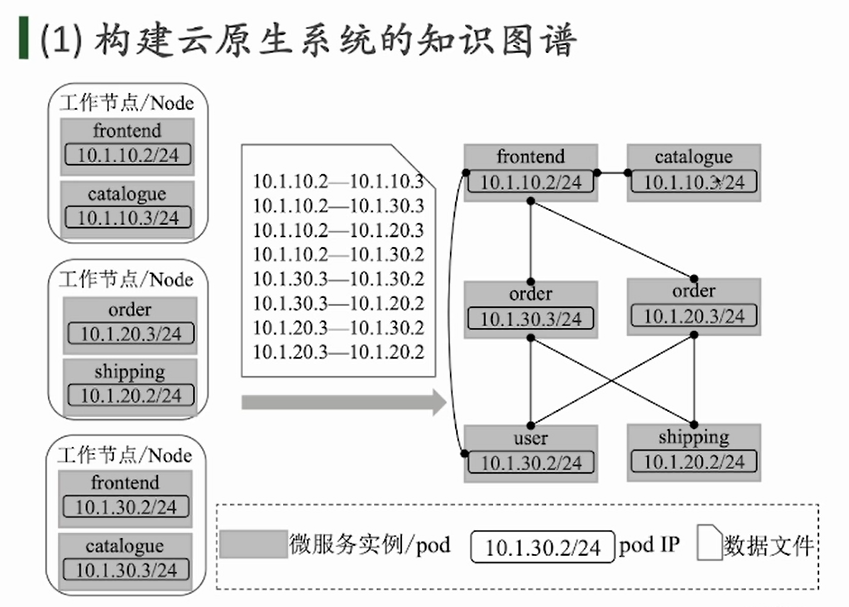 (1) 构建云原生系统的知识图谱
工作节点/Node
frontend
10.1.10.2/24
catalogue
10.1.10.3/24
工作节点/Node
order
10.1.20.3/24
shipping
10.1.20.2/24
工作节点/Node
frontend
10.1.30.2/24
catalogue
10.1.30.3/24
10.1.10.2—10.1.10.3
10.1.10.2—10.1.30.3
10.1.10.2—10.1.20.3
10.1.10.2—10.1.30.2
10.1.30.3—10.1.30.2
10.1.30.3—10.1.20.2
10.1.20.3—10.1.30.2
10.1.20.3—10.1.20.2
frontend
10.1.10.2/24
catalogue
10.1.10.3/24
order
10.1.30.3/24
order
10.1.20.3/24
user
10.1.30.2/24
shipping
10.1.20.2/24
微服务实例/pod
10.1.30.2/24
pod IP
数据文件